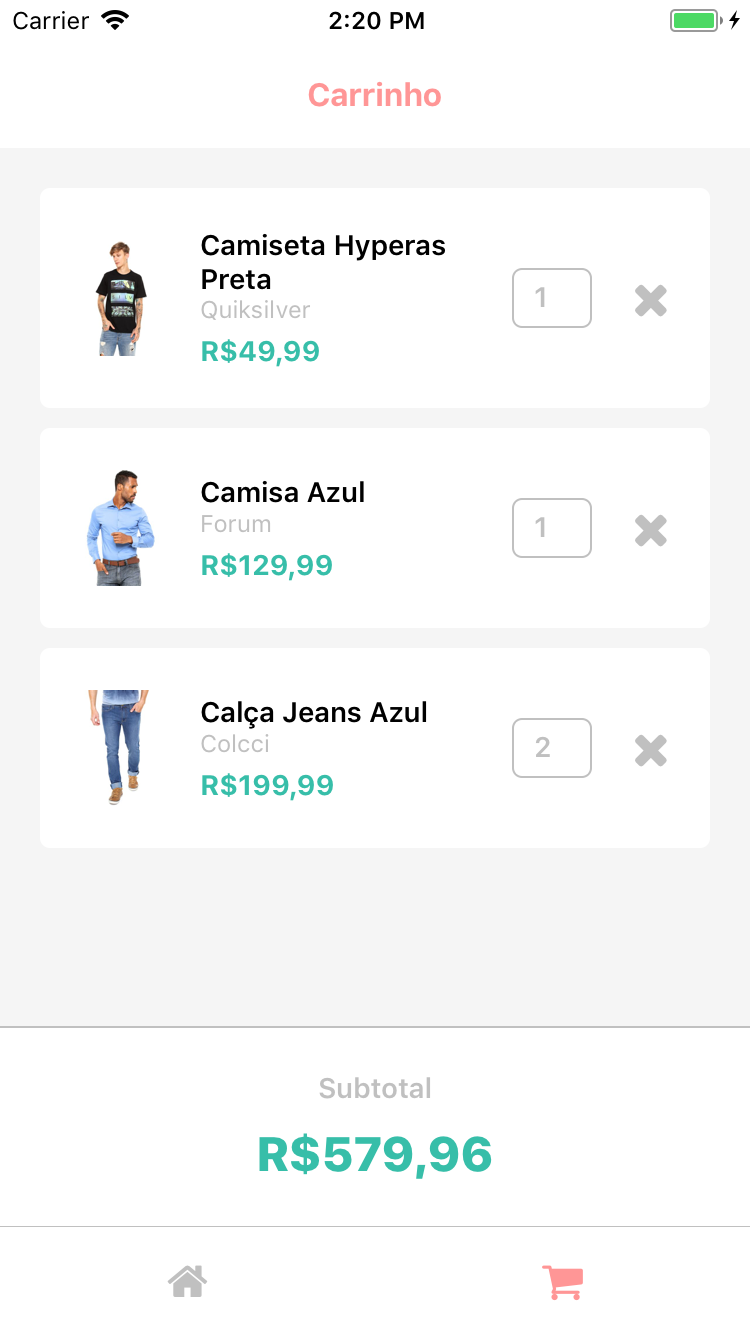 Carrier
2:20 PM
Carrinho
Camiseta Hyperas
Preta
Quiksilver
R$49,99
1
Camisa Azul
Forum
R$129,99
1
Calça Jeans Azul
Colcci
R$199,99
2
Subtotal
R$579,96